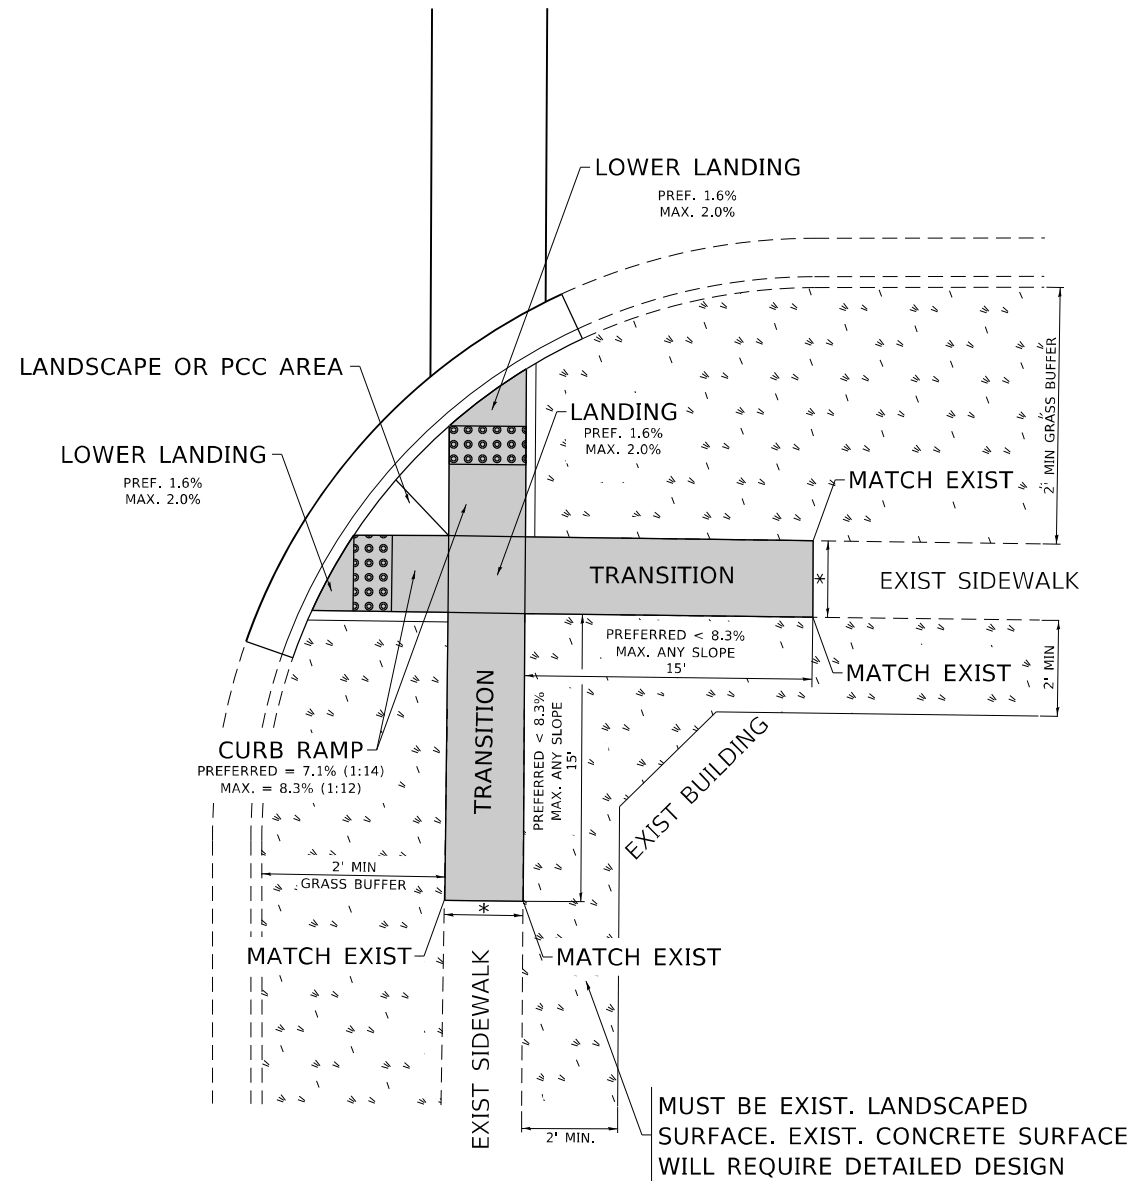 LOWER LANDING
PREF. 1.6%
MAX. 2.0%
LANDSCAPE OR PCC AREA
LANDING
PREF. 1.6%
MAX. 2.0%
LOWER LANDING
PREF. 1.6%
MAX. 2.0%
2' MIN GRASS BUFFER
MATCH EXIST
TRANSITION
*
EXIST SIDEWALK
PREFERRED < 8.3%
MAX. ANY SLOPE
15'
MATCH EXIST
2' MIN
TRANSITION
PREFERRED < 8.3%
MAX. ANY SLOPE
15'
CURB RAMP
PREFERRED = 7.1% (1:14)
MAX. = 8.3% (1:12)
EXIST BUILDING
2' MIN
GRASS BUFFER
*
MATCH EXIST
MATCH EXIST
EXIST SIDEWALK
2' MIN.
MUST BE EXIST. LANDSCAPED
SURFACE. EXIST. CONCRETE SURFACE
WILL REQUIRE DETAILED DESIGN